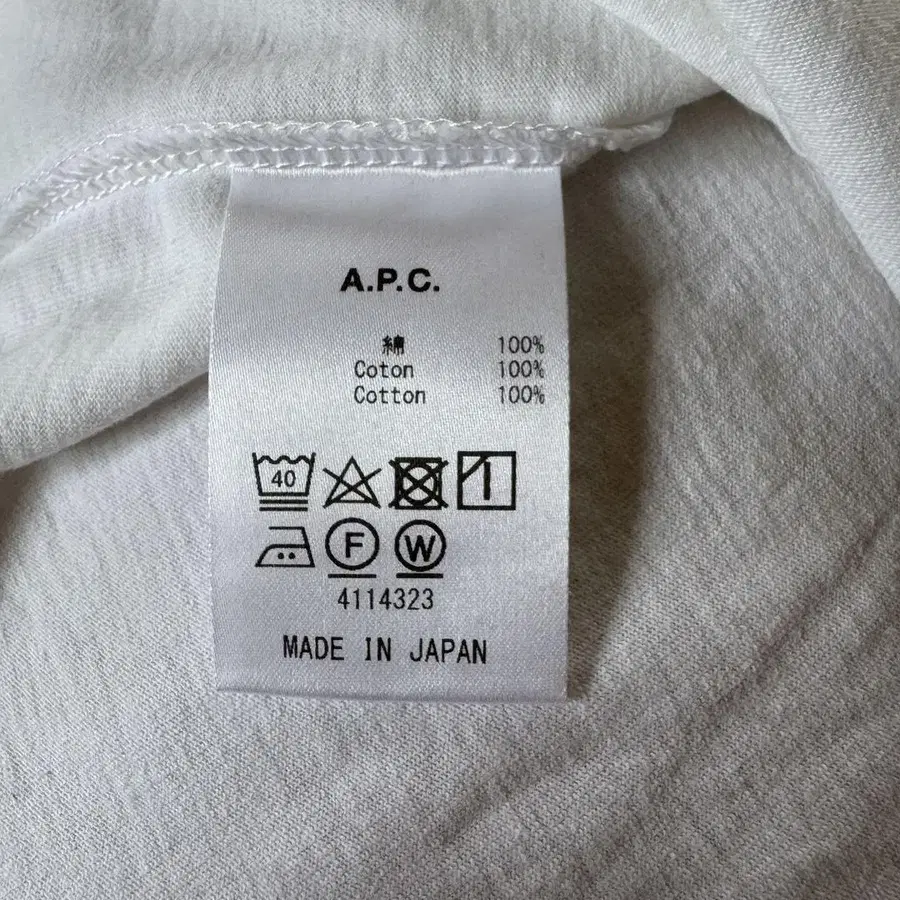 A.P.C.
綿 100%
Coton 100%
Cotton 100%
40
F W
4114323
MADE IN JAPAN